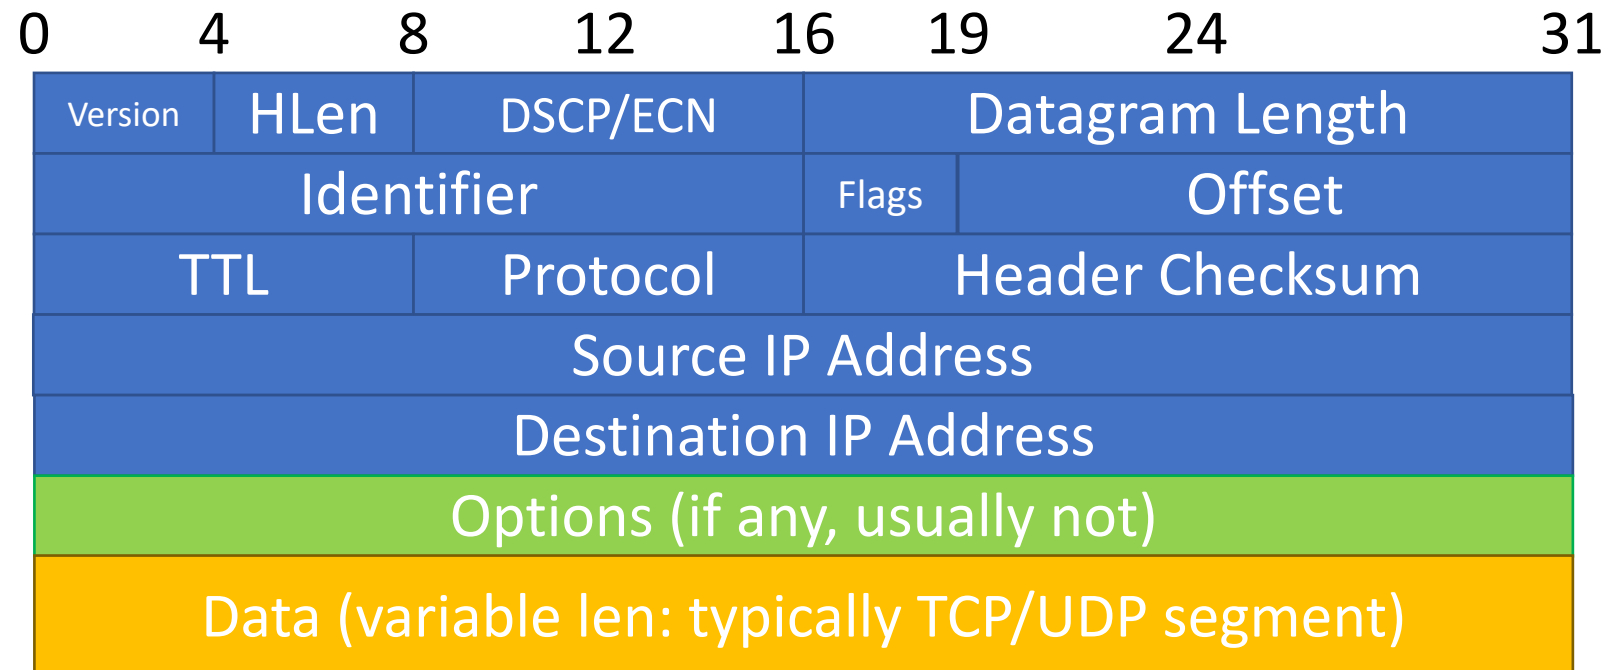 0 4 8 12 16 19 24 31
Version HLen DSCP/ECN Datagram Length
Identifier Flags Offset
TTL Protocol Header Checksum
Source IP Address
Destination IP Address
Options (if any, usually not)
Data (variable len: typically TCP/UDP segment)